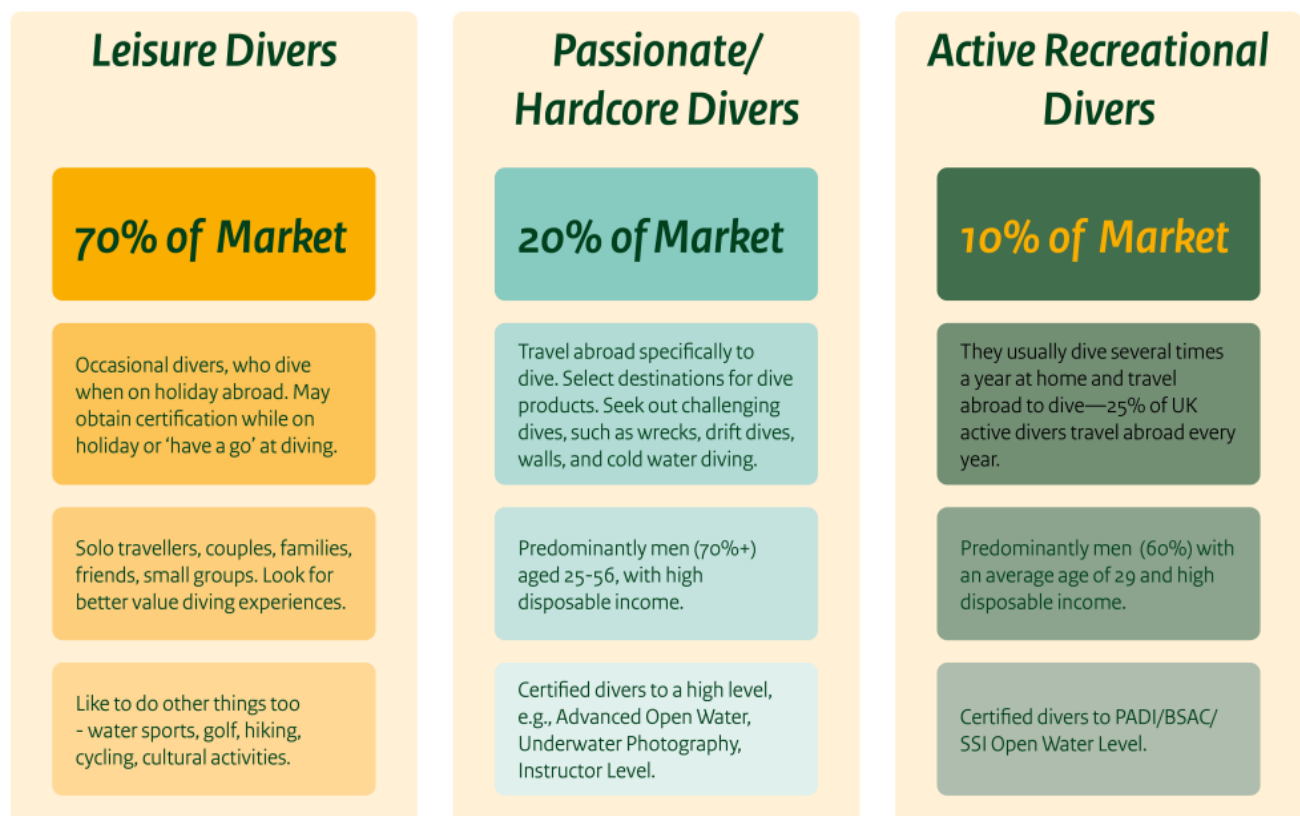 Leisure Divers
70% of Market
Occasional divers, who dive
when on holiday abroad. May
obtain certification while on
holiday or ‘have a go’ at diving.
Solo travellers, couples, families,
friends, small groups. Look for
better value diving experiences.
Like to do other things too
- water sports, golf, hiking,
cycling, cultural activities.
Passionate/
Hardcore Divers
20% of Market
Travel abroad specifically to
dive. Select destinations for dive
products. Seek out challenging
dives, such as wrecks, drift dives,
walls, and cold water diving.
Predominantly men (70%+)
aged 25-56, with high
disposable income.
Certified divers to a high level,
e.g., Advanced Open Water,
Underwater Photography,
Instructor Level.
Active Recreational
Divers
10% of Market
They usually dive several times
a year at home and travel
abroad to dive—25% of UK
active divers travel abroad every
year.
Predominantly men (60%) with
an average age of 29 and high
disposable income.
Certified divers to PADI/BSAC/
SSI Open Water Level.